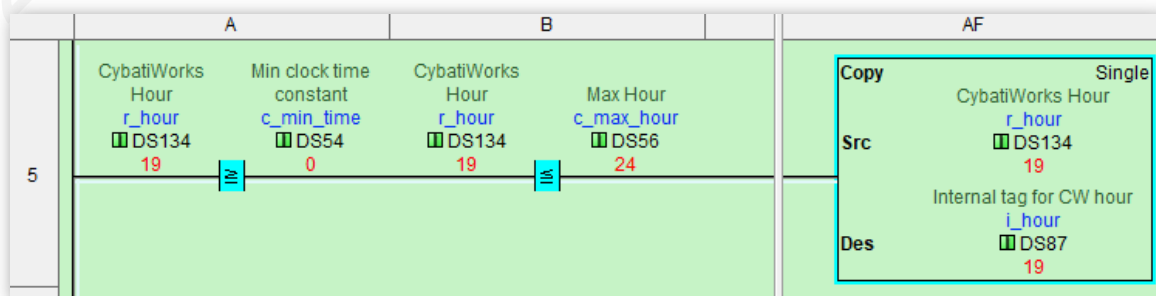 A B AF
5
CybatiWorks
Hour
r_hour
DS134
19
≥
Min clock time
constant
c_min_time
DS54
0
CybatiWorks
Hour
r_hour
DS134
19
≤
Max Hour
c_max_hour
DS56
24
Copy Single
CybatiWorks Hour
r_hour
Src DS134
19
Internal tag for CW hour
i_hour
Des DS87
19